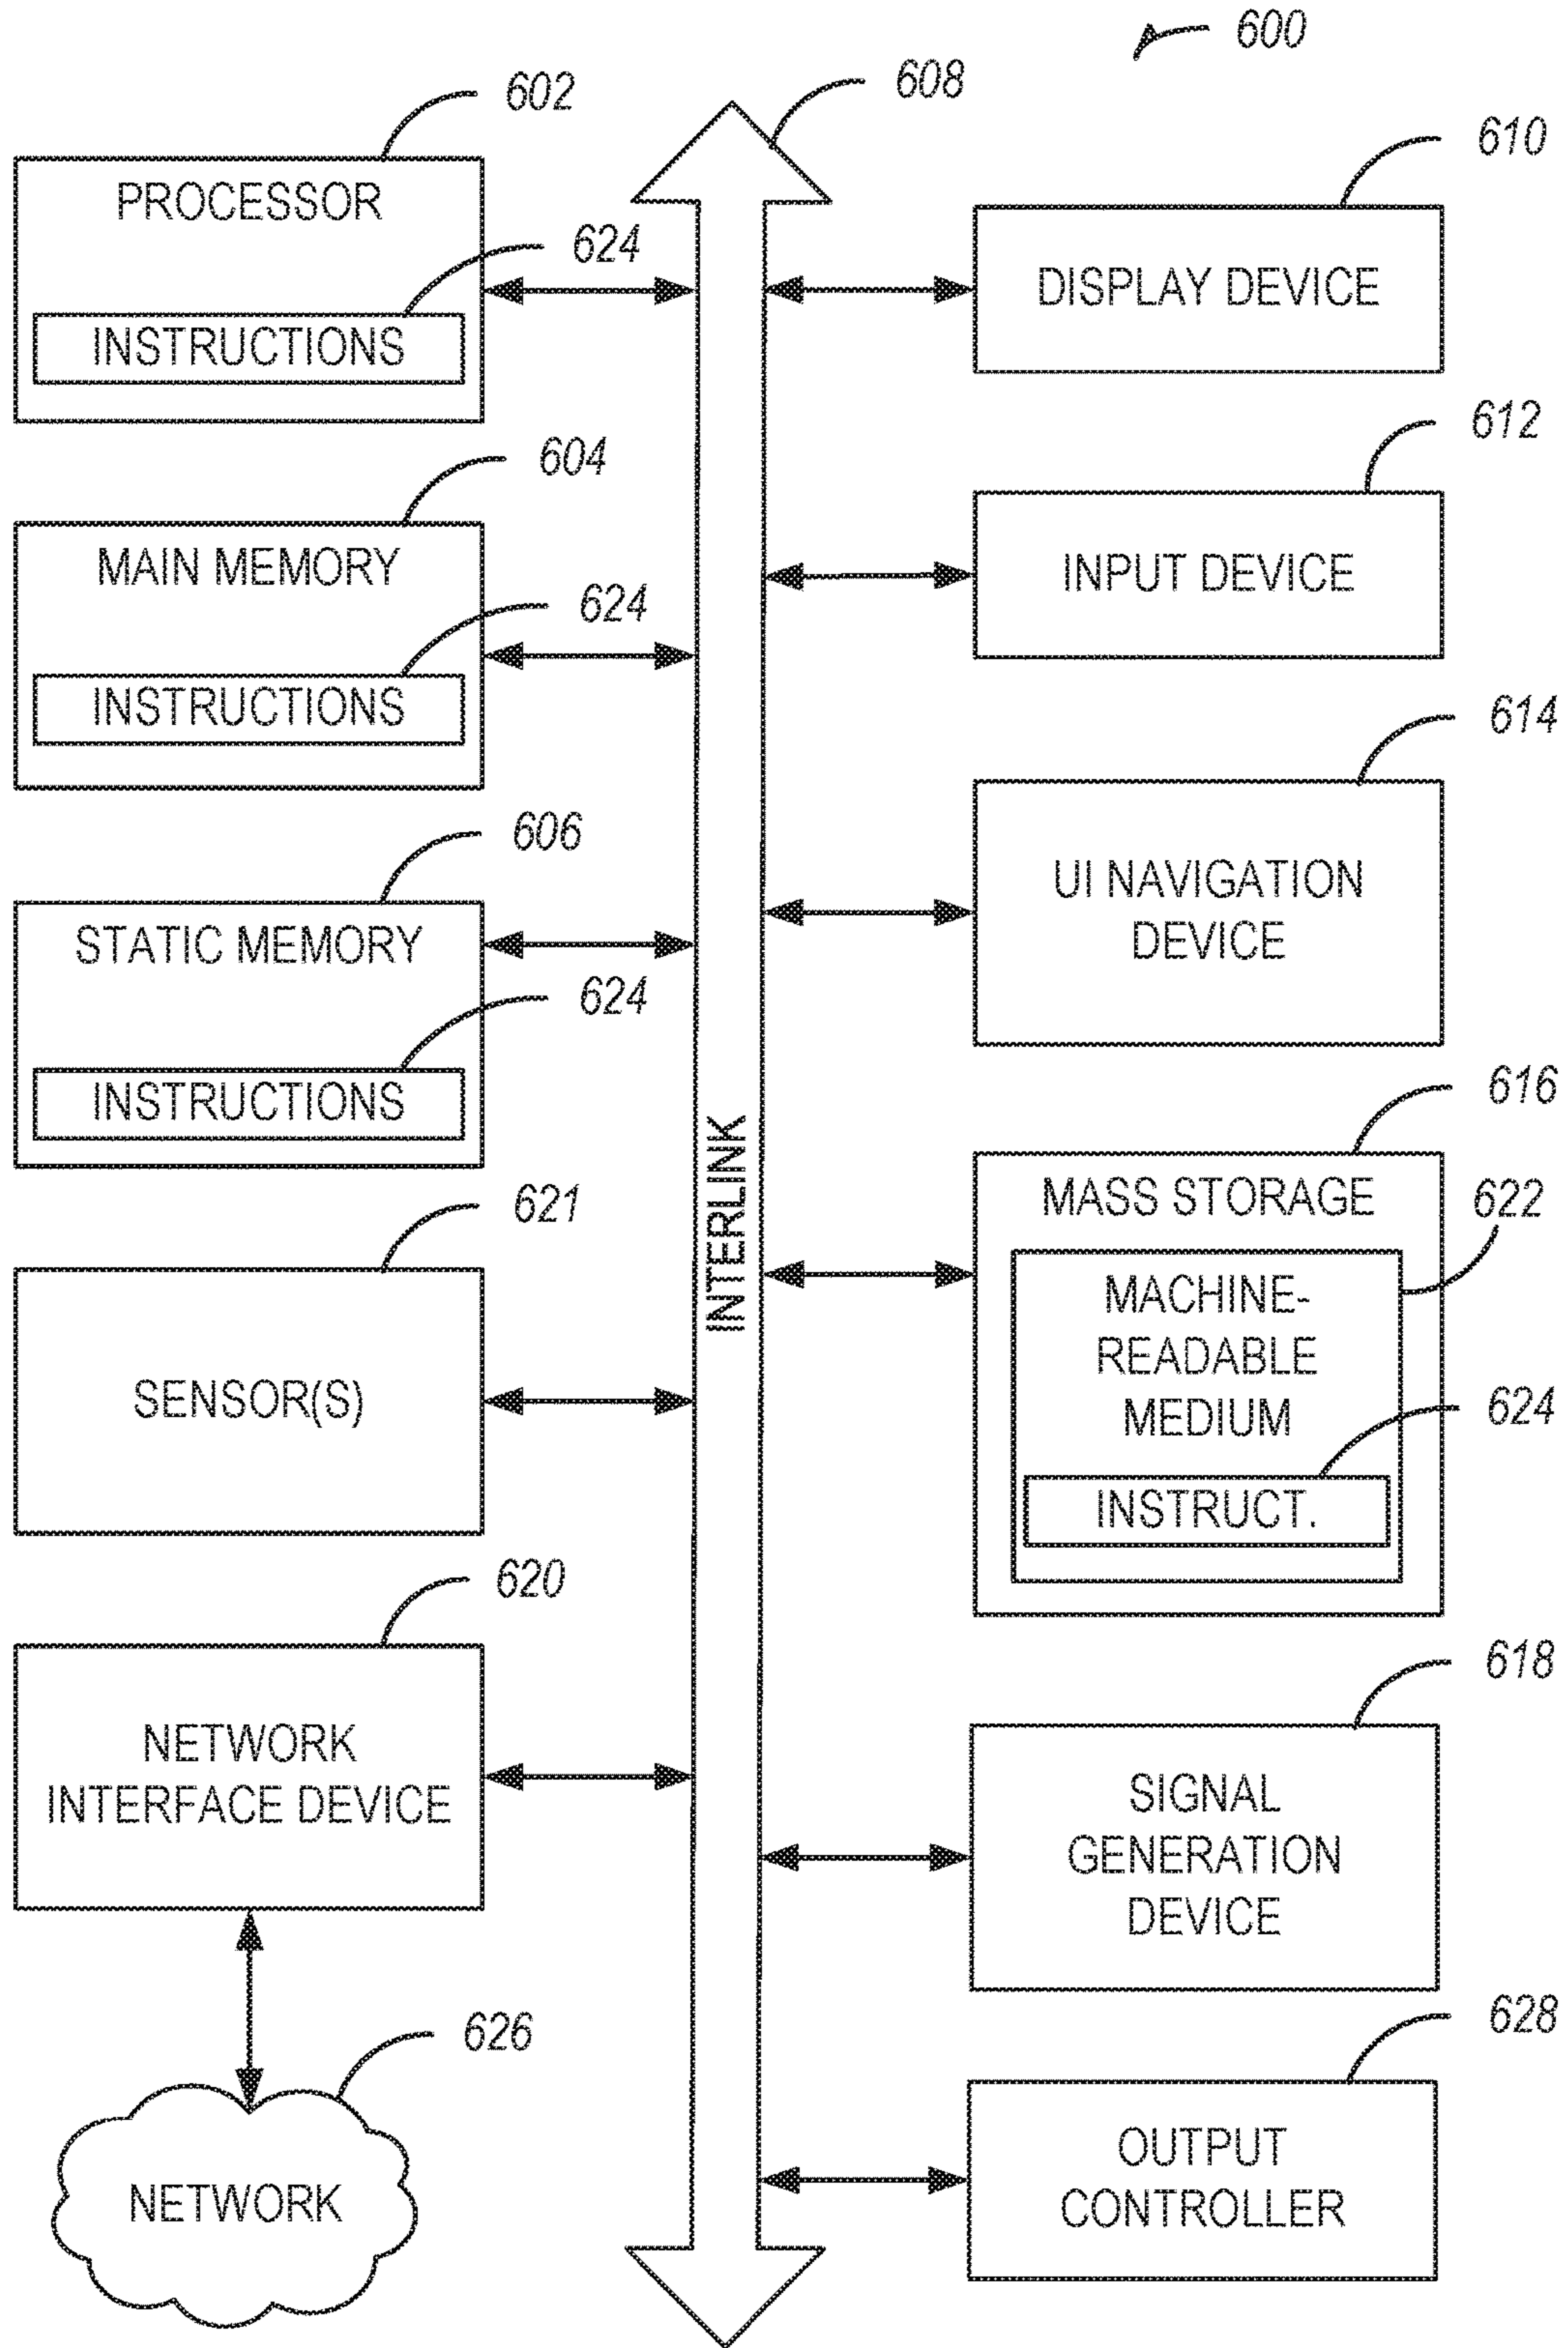 600
608
602
PROCESSOR
624
INSTRUCTIONS
604
MAIN MEMORY
624
INSTRUCTIONS
606
STATIC MEMORY
624
INSTRUCTIONS
621
SENSOR(S)
620
NETWORK
INTERFACE DEVICE
626
NETWORK
INTERLINK
610
DISPLAY DEVICE
612
INPUT DEVICE
614
UI NAVIGATION
DEVICE
616
MASS STORAGE
622
MACHINE-
READABLE
MEDIUM
624
INSTRUCT.
618
SIGNAL
GENERATION
DEVICE
628
OUTPUT
CONTROLLER